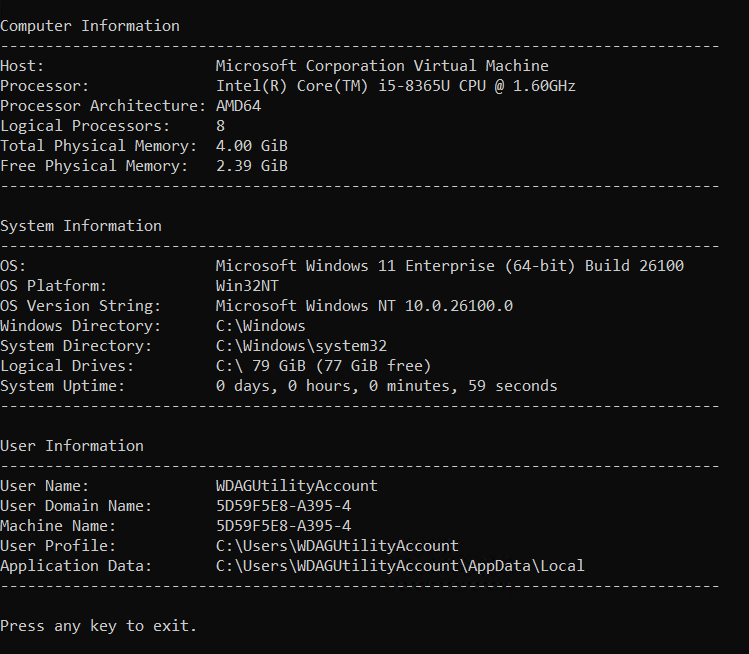 Computer Information
--------------------------------------------------------------------------------
Host:                   Microsoft Corporation Virtual Machine
Processor:              Intel(R) Core(TM) i5-8365U CPU @ 1.60GHz
Processor Architecture: AMD64
Logical Processors:     8
Total Physical Memory:  4.00 GiB
Free Physical Memory:   2.39 GiB
--------------------------------------------------------------------------------
System Information
--------------------------------------------------------------------------------
OS:                     Microsoft Windows 11 Enterprise (64-bit) Build 26100
OS Platform:            Win32NT
OS Version String:      Microsoft Windows NT 10.0.26100.0
Windows Directory:      C:\Windows
System Directory:       C:\Windows\system32
Logical Drives:         C:\ 79 GiB (77 GiB free)
System Uptime:          0 days, 0 hours, 0 minutes, 59 seconds
--------------------------------------------------------------------------------
User Information
--------------------------------------------------------------------------------
User Name:              WDAGUtilityAccount
User Domain Name:       5D59F5E8-A395-4
Machine Name:           5D59F5E8-A395-4
User Profile:           C:\Users\WDAGUtilityAccount
Application Data:       C:\Users\WDAGUtilityAccount\AppData\Local
--------------------------------------------------------------------------------
Press any key to exit.